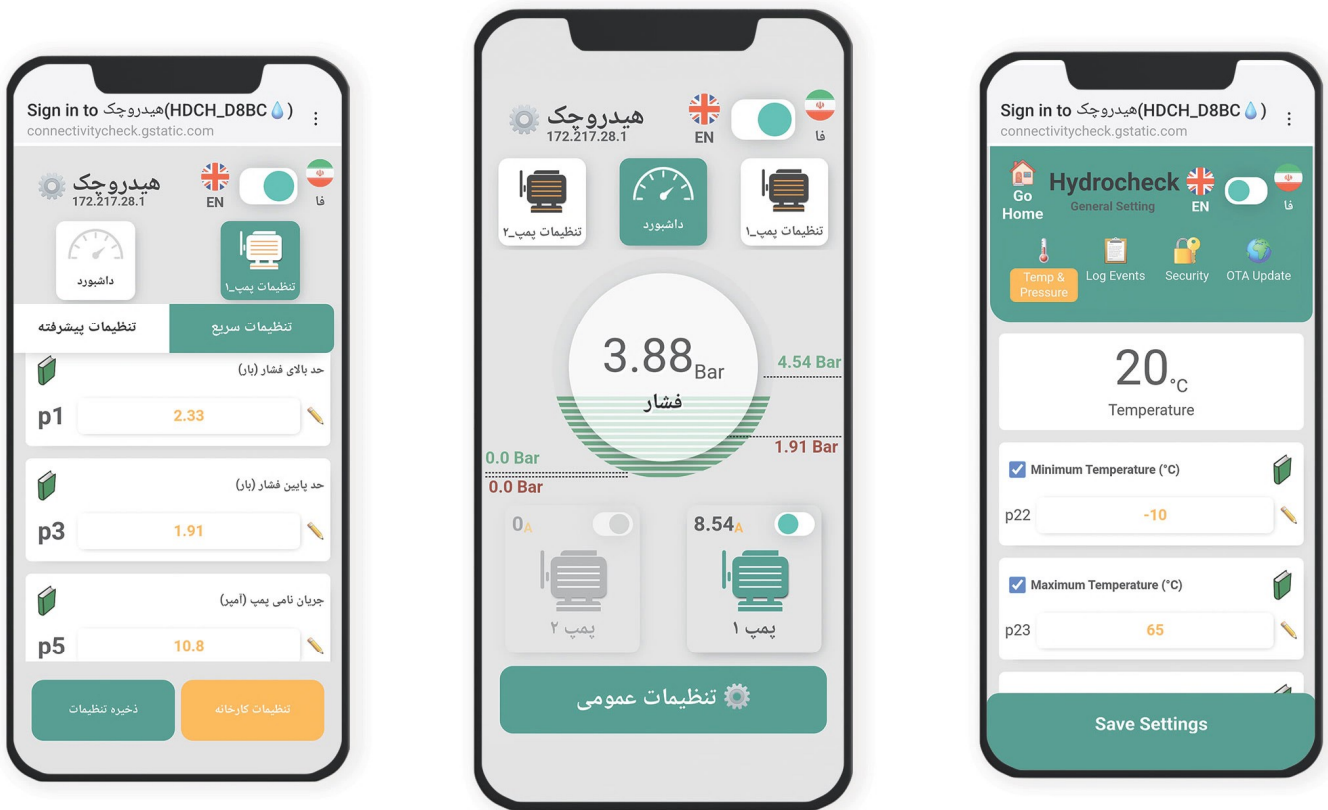 Sign in to هیدروچک(HDCH_D8BC💧)
connectivitycheck.gstatic.com
هیدروچک
172.217.28.1
EN
فا
داشبورد
تنظیمات پمپ_۱
تنظیمات پیشرفته
تنظیمات سریع
حد بالای فشار (بار)
p1
2.33
حد پایین فشار (بار)
p3
1.91
جریان نامی پمپ (آمپر)
p5
10.8
ذخیره تنظیمات
تنظیمات کارخانه
هیدروچک
172.217.28.1
EN
فا
تنظیمات پمپ_۲
داشبورد
تنظیمات پمپ_۱
3.88 Bar
فشار
4.54 Bar
1.91 Bar
0.0 Bar
0.0 Bar
0A
8.54A
پمپ ۲
پمپ ۱
تنظیمات عمومی
Sign in to هیدروچک(HDCH_D8BC💧)
connectivitycheck.gstatic.com
Go
Home
Hydrocheck
General Setting
EN
فا
Temp &
Pressure
Log Events
Security
OTA Update
20°C
Temperature
Minimum Temperature (°C)
p22
-10
Maximum Temperature (°C)
p23
65
Save Settings